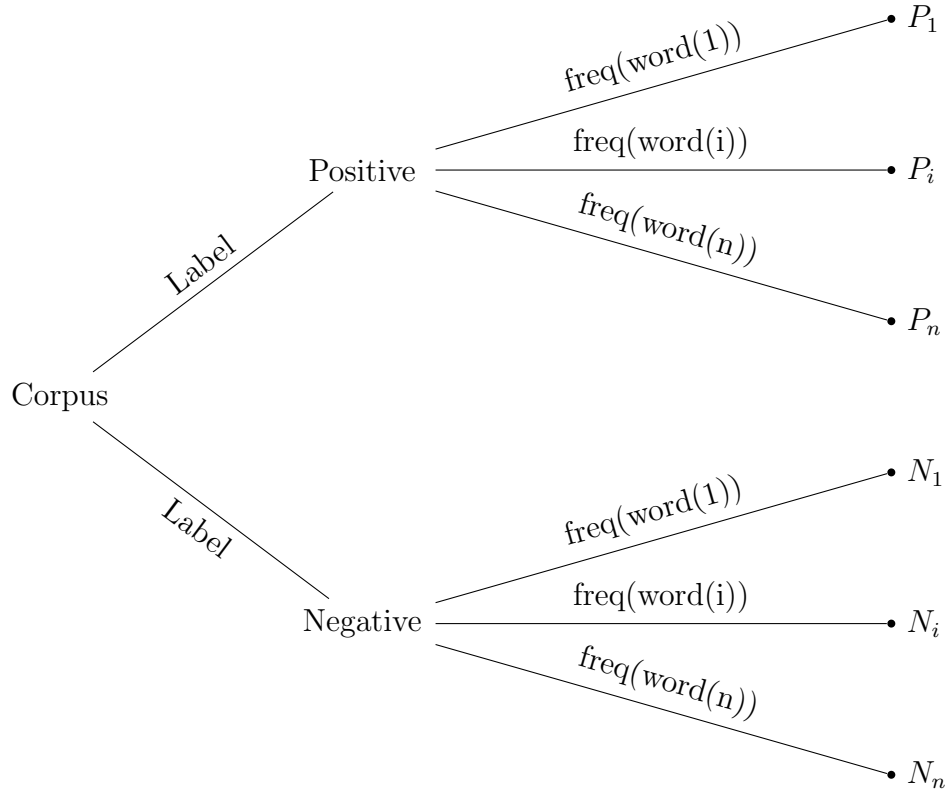 freq(word(1))
P_1
Positive
freq(word(i))
P_i
freq(word(n))
P_n
Label
Corpus
Label
freq(word(1))
N_1
Negative
freq(word(i))
N_i
freq(word(n))
N_n